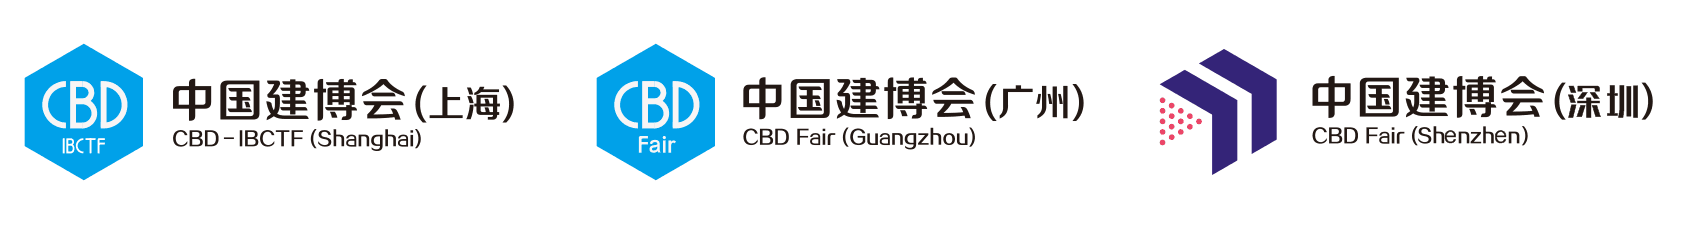 CBD
IBCTF
中国建博会(上海)
CBD-IBCTF (Shanghai)
CBD
Fair
中国建博会(广州)
CBD Fair (Guangzhou)
中国建博会(深圳)
CBD Fair (Shenzhen)